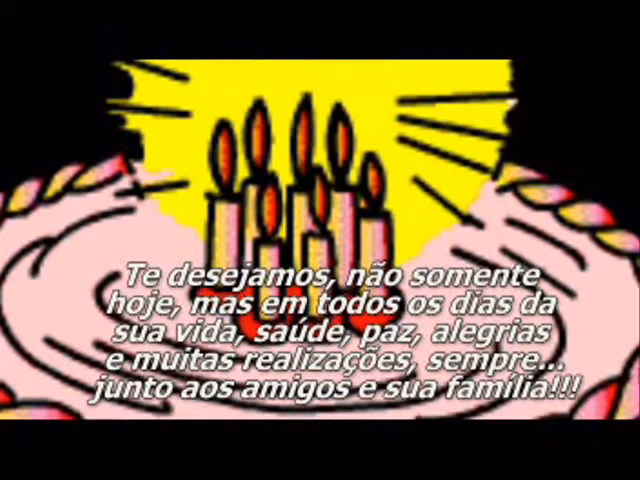 Te desejamos, não somente
hoje, mas em todos os dias da
sua vida, saúde, paz, alegrias
e muitas realizações, sempre...
junto aos amigos e sua família!!!